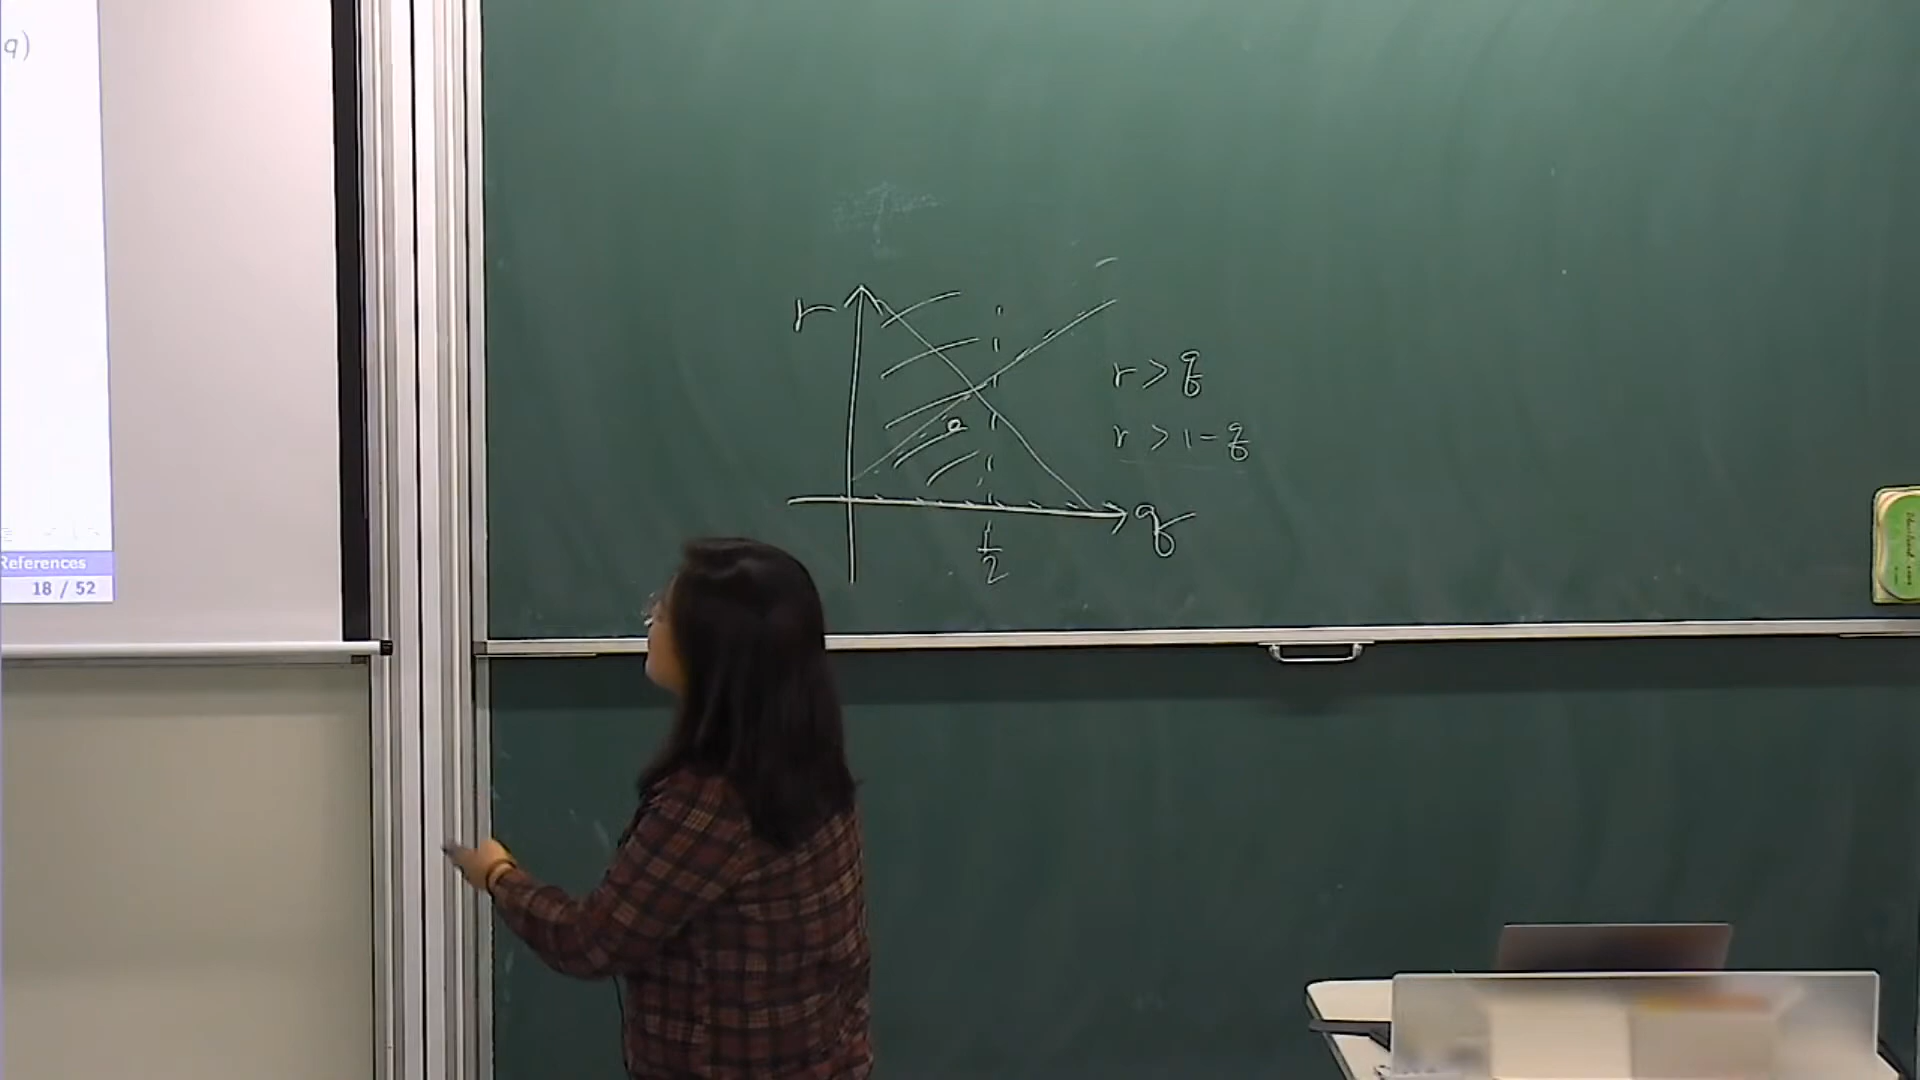 q)
References
18 / 52
r
r > q
r > 1 - q
q
1/2